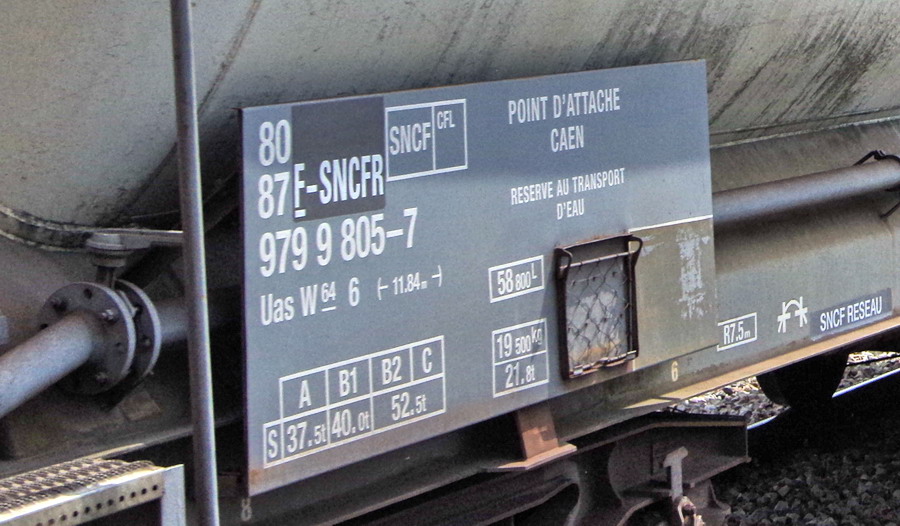 80
87 F-SNCFR
979 9 805-7
Uas W 64 6 (- 11.84m -)
SNCF CFL
POINT D'ATTACHE
CAEN
RESERVE AU TRANSPORT
D'EAU
58 800 L
19 500 kg
21.8t
A B1 B2 C
S 37.5t 40.0t 52.5t
R7.5m
SNCF RESEAU
6
8